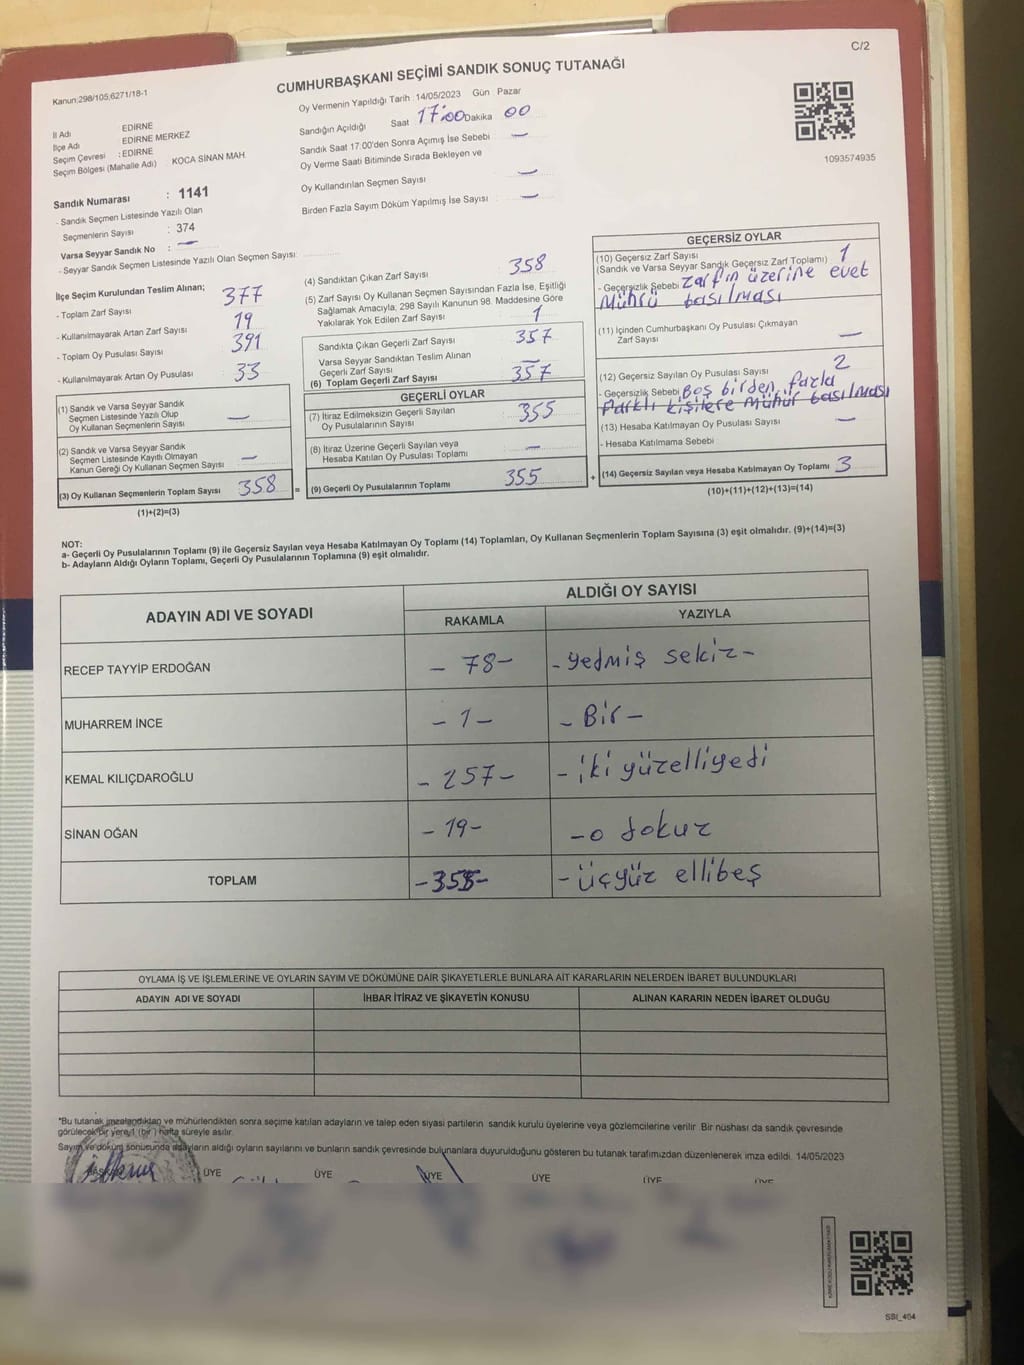 C/2
Kanun;298/105;6271/18-1
CUMHURBAŞKANI SEÇİMİ SANDIK SONUÇ TUTANAĞI
İl Adı EDİRNE
İlçe Adı EDİRNE MERKEZ
Seçim Çevresi : EDİRNE
Seçim Bölgesi (Mahalle Adı) KOCA SİNAN MAH
Sandık Numarası : 1141
- Sandık Seçmen Listesinde Yazılı Olan
Seçmenlerin Sayısı : 374
Varsa Seyyar Sandık No : —
- Seyyar Sandık Seçmen Listesinde Yazılı Olan Seçmen Sayısı:
Oy Vermenin Yapıldığı Tarih : 14/05/2023 Gün Pazar
Sandığın Açıldığı Saat 17:00 Dakika 00
Sandık Saat 17:00'den Sonra Açımış İse Sebebi —
Oy Verme Saati Bitiminde Sırada Bekleyen ve
Oy Kullandırılan Seçmen Sayısı : —
Birden Fazla Sayım Döküm Yapılmış İse Sayısı : —
1093574935
İlçe Seçim Kurulundan Teslim Alınan;
- Toplam Zarf Sayısı 377
- Kullanılmayarak Artan Zarf Sayısı 19
- Toplam Oy Pusulası Sayısı 391
- Kullanılmayarak Artan Oy Pusulası 33
(1) Sandık ve Varsa Seyyar Sandık
Seçmen Listesinde Yazılı Olup
Oy Kullanan Seçmenlerin Sayısı —
(2) Sandık ve Varsa Seyyar Sandık
Seçmen Listesinde Kayıtlı Olmayan
Kanun Gereği Oy Kullanan Seçmen Sayısı —
(3) Oy Kullanan Seçmenlerin Toplam Sayısı 358 =
(1)+(2)=(3)
(4) Sandıktan Çıkan Zarf Sayısı 358
(5) Zarf Sayısı Oy Kullanan Seçmen Sayısından Fazla İse, Eşitliği
Sağlamak Amacıyla, 298 Sayılı Kanunun 98. Maddesine Göre
Yakılarak Yok Edilen Zarf Sayısı 1
Sandıkta Çıkan Geçerli Zarf Sayısı 357
Varsa Seyyar Sandıktan Teslim Alınan
Geçerli Zarf Sayısı —
(6) Toplam Geçerli Zarf Sayısı 357
GEÇERLİ OYLAR
(7) İtiraz Edilmeksizin Geçerli Sayılan
Oy Pusulalarının Sayısı 355
(8) İtiraz Üzerine Geçerli Sayılan veya
Hesaba Katılan Oy Pusulası Toplamı —
(9) Geçerli Oy Pusulalarının Toplamı 355 +
GEÇERSİZ OYLAR
(10) Geçersiz Zarf Sayısı 1
(Sandık ve Varsa Seyyar Sandık Geçersiz Zarf Toplamı)
- Geçersizlik Sebebi Zarfın üzerine evet
Mührü basılması
(11) İçinden Cumhurbaşkanı Oy Pusulası Çıkmayan
Zarf Sayısı —
(12) Geçersiz Sayılan Oy Pusulası Sayısı 2
- Geçersizlik Sebebi Boş birden fazla
Farklı kişilere Mühür basılması
(13) Hesaba Katılmayan Oy Pusulası Sayısı —
- Hesaba Katılmama Sebebi
(14) Geçersiz Sayılan veya Hesaba Katılmayan Oy Toplamı 3
(10)+(11)+(12)+(13)=(14)
NOT:
a- Geçerli Oy Pusulalarının Toplamı (9) ile Geçersiz Sayılan veya Hesaba Katılmayan Oy Toplamı (14) Toplamları, Oy Kullanan Seçmenlerin Toplam Sayısına (3) eşit olmalıdır. (9)+(14)=(3)
b- Adayların Aldığı Oyların Toplamı, Geçerli Oy Pusulalarının Toplamına (9) eşit olmalıdır.
ADAYIN ADI VE SOYADI
ALDIĞI OY SAYISI
RAKAMLA YAZIYLA
RECEP TAYYİP ERDOĞAN - 78 - - yedmiş sekiz -
MUHARREM İNCE - 1 - - Bir -
KEMAL KILIÇDAROĞLU - 257 - - iki yüzelliyedi
SİNAN OĞAN - 19 - - o dokuz
TOPLAM - 355 - - üçyüz ellibeş
OYLAMA İŞ VE İŞLEMLERİNE VE OYLARIN SAYIM VE DÖKÜMÜNE DAİR ŞİKAYETLERLE BUNLARA AİT KARARLARIN NELERDEN İBARET BULUNDUKLARI
ADAYIN ADI VE SOYADI İHBAR İTİRAZ VE ŞİKAYETİN KONUSU ALINAN KARARIN NEDEN İBARET OLDUĞU
*Bu tutanak imzalandıktan ve mühürlendikten sonra seçime katılan adayların ve talep eden siyasi partilerin sandık kurulu üyelerine veya gözlemcilerine verilir. Bir nüshası da sandık çevresinde
görülecek bir yere 1 (bir) hafta süreyle asılır.
Sayım ve döküm sonucunda adayların aldığı oyların sayılarını ve bunların sandık çevresinde bulunanlara duyurulduğunu gösteren bu tutanak tarafımızdan düzenlenerek imza edildi. 14/05/2023
BAŞKAN ÜYE ÜYE ÜYE ÜYE ÜYE ÜYE
SBI_404